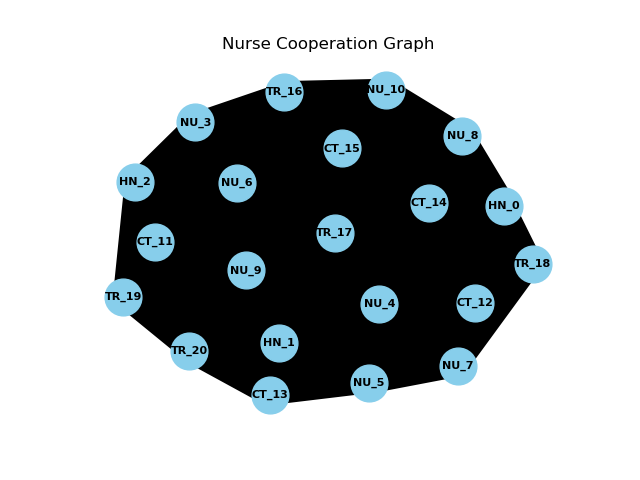 Nurse Cooperation Graph
TR_16
NU_10
NU_3
NU_8
CT_15
HN_2
NU_6
CT_14
HN_0
TR_17
CT_11
TR_18
NU_9
TR_19
NU_4
CT_12
HN_1
TR_20
NU_7
NU_5
CT_13